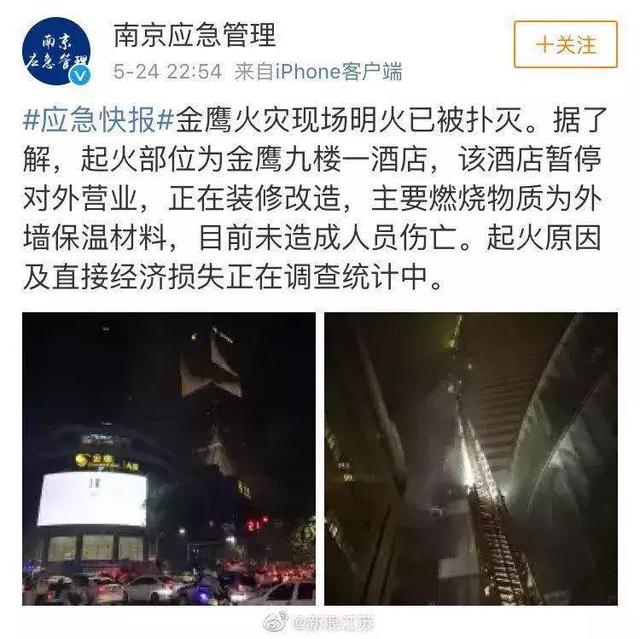 南京
应急管理
南京应急管理
5-24 22:54 来自iPhone客户端
+关注
#应急快报#金鹰火灾现场明火已被扑灭。据了
解，起火部位为金鹰九楼一酒店，该酒店暂停
对外营业，正在装修改造，主要燃烧物质为外
墙保温材料，目前未造成人员伤亡。起火原因
及直接经济损失正在调查统计中。
金鹰
21
@新浪江苏